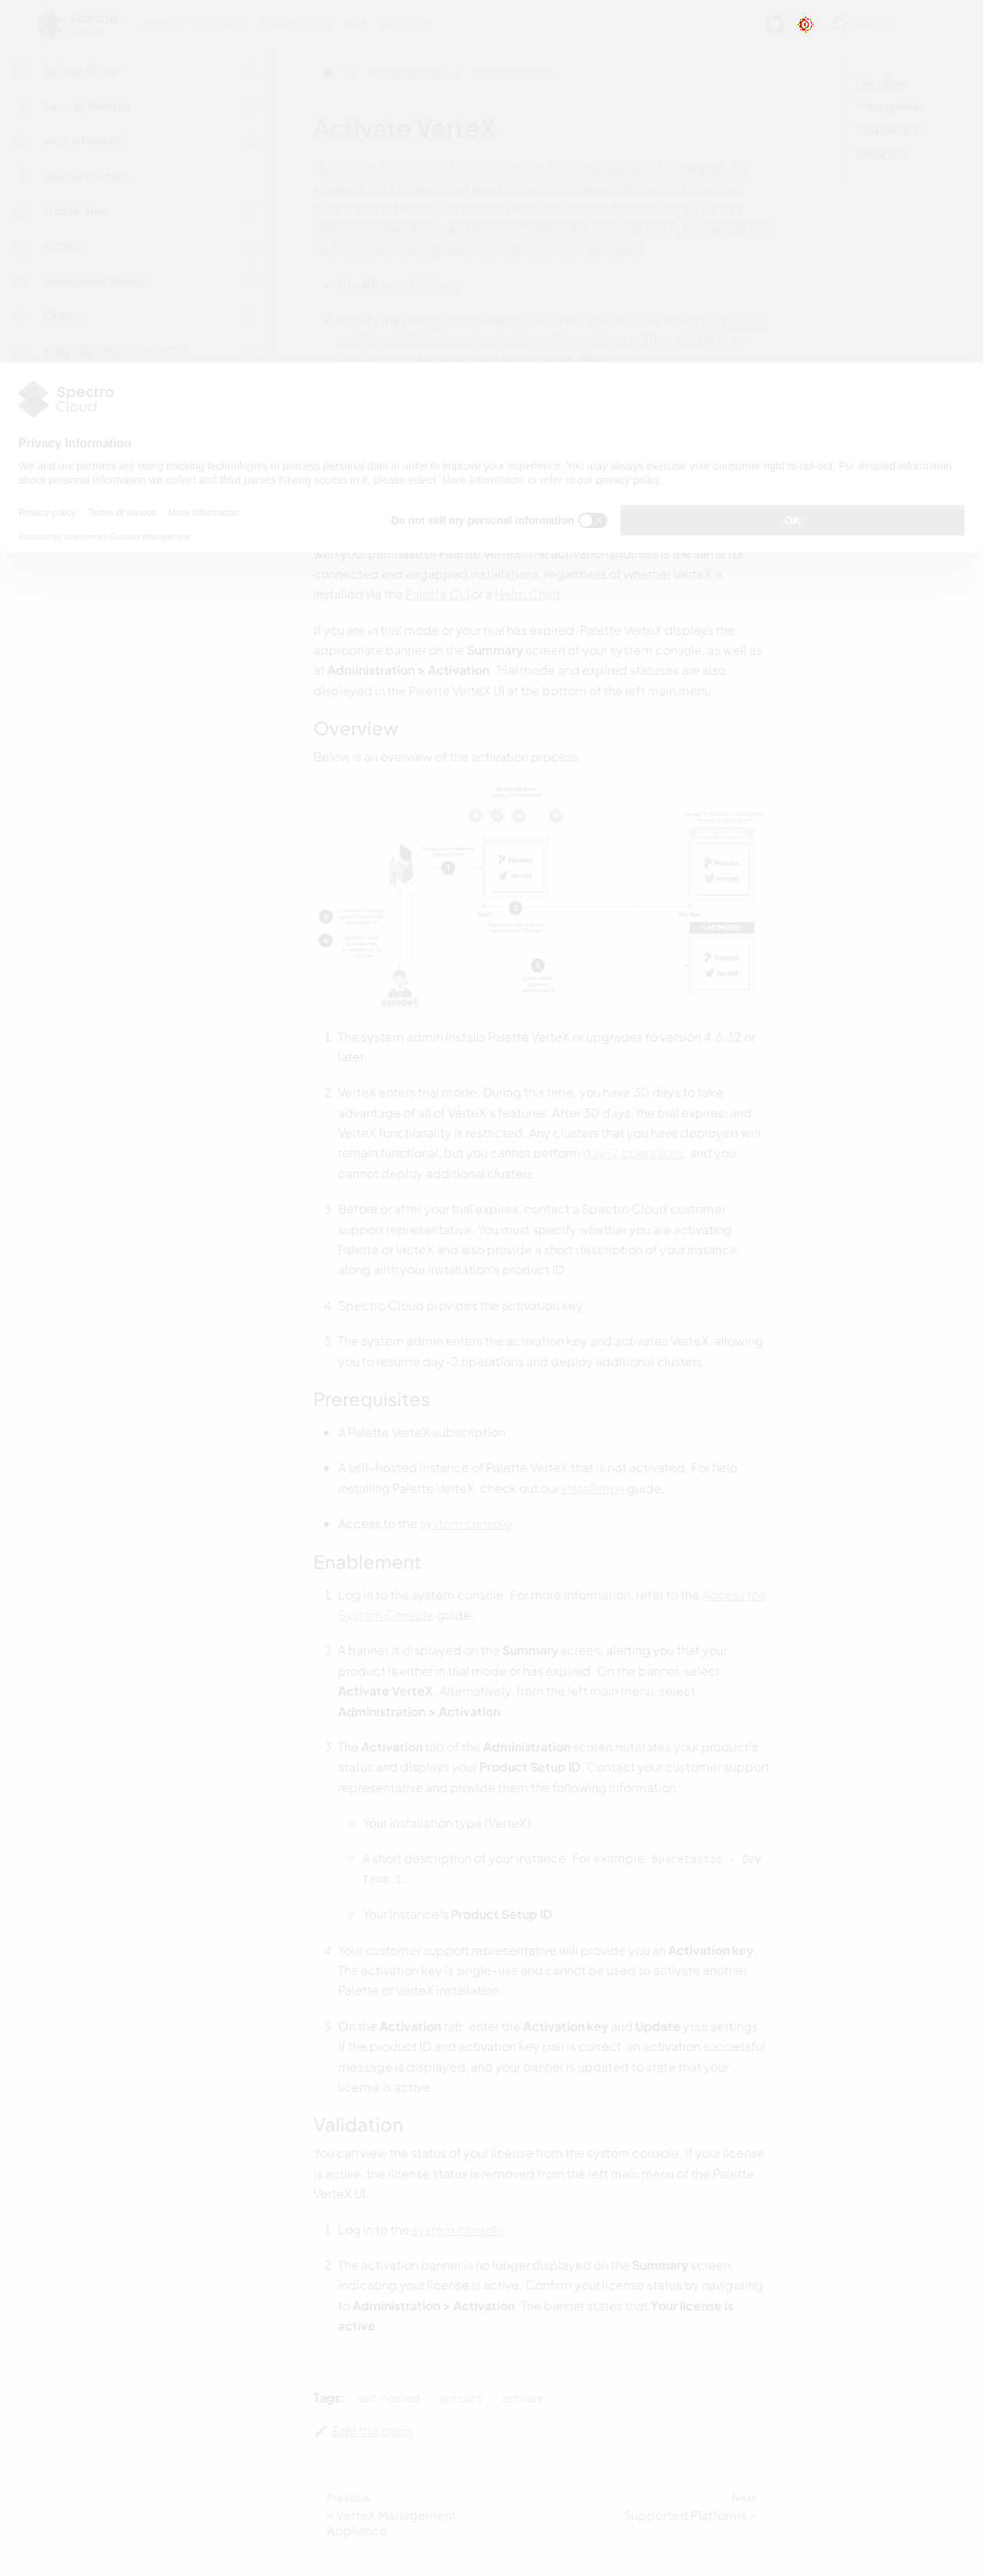 Spectro
Cloud
Release Notes
Security Bulletins
What is Palette?
Getting Started
Architecture
Profiles
Deployment Modes
Clusters
Activate VerteX
Overview
Prerequisites
Enablement
Validation
Beginning with version 4.6.32, once you install Palette VerteX or upgrade to
version 4.6.32 or later, you have 30 days to activate it. During this time, you
have unrestricted access to all of VerteX's features. After 30 days, you can
continue to use VerteX, and existing clusters will continue to run, but you cannot
perform the following operations until VerteX is activated:
Create new clusters.
Modify the configuration of active clusters. This includes modifying
Spectro
Cloud
Privacy Information
We and our partners are using tracking technologies to process personal data in order to improve your experience. You may always exercise your consumer right to opt-out. For detailed information
about personal information we collect and third parties having access to it, please select 'More Information' or our privacy policy.
Privacy policy Terms of service More Information
Do not sell my personal information
OK
Powered by Usercentrics Consent Management
with your purchase of Palette VerteX. The activation process is the same for
connected and airgapped installations, regardless of whether VerteX is
installed via the Palette CLI or a Helm Chart.
If you are in trial mode or your trial has expired, Palette VerteX displays the
appropriate banner on the Summary screen of your system console, as well as
at Administration > Activation. Trial mode and expired statuses are also
displayed in the Palette VerteX UI at the bottom of the left main menu.
Overview
Below is an overview of the activation process.
Palette
VerteX
Palette
VerteX
UNLIMITED
Palette
VerteX
SUPPORT
1. The system admin installs Palette VerteX or upgrades to version 4.6.32 or
later.
2. VerteX enters trial mode. During this time, you have 30 days to take
advantage of all of VerteX's features. After 30 days, the trial expires, and
VerteX functionality is restricted. Any clusters that you have deployed will
remain functional, but you cannot perform day-2 operations, and you
cannot deploy additional clusters.
3. Before or after your trial expires, contact a Spectro Cloud customer
support representative. You must specify whether you are activating
Palette or VerteX and also provide a short description of your instance,
along with your installation's product ID.
4. Spectro Cloud provides the activation key.
5. The system admin enters the activation key and activates VerteX, allowing
you to resume day-2 operations and deploy additional clusters.
Prerequisites
A Palette VerteX subscription.
A self-hosted instance of Palette VerteX that is not activated. For help
installing Palette VerteX, check out our Installation guide.
Access to the system console.
Enablement
1. Log in to the system console. For more information, refer to the Access the
System Console guide.
2. A banner is displayed on the Summary screen, alerting you that your
product is either in trial mode or has expired. On the banner, select
Activate VerteX. Alternatively, from the left main menu, select
Administration > Activation.
3. The Activation tab of the Administration screen reiterates your product's
status and displays your Product Setup ID. Contact your customer support
representative and provide them the following information:
Your installation type (VerteX).
A short description of your instance. For example, Spacetastic - Dev
Team 1.
Your instance's Product Setup ID.
4. Your customer support representative will provide you an Activation key.
The activation key is single-use and cannot be used to activate another
Palette or VerteX installation.
5. On the Activation tab, enter the Activation key and Update your settings.
If the product ID and activation key pair is correct, an activation successful
message is displayed, and your banner is updated to state that your
license is active.
Validation
You can view the status of your license from the system console. If your license
is active, the license status is removed from the left main menu of the Palette
VerteX UI.
1. Log in to the system console.
2. The activation banner is no longer displayed on the Summary screen,
indicating your license is active. Confirm your license status by navigating
to Administration > Activation. The banner states that Your license is
active.
Tags: self-hosted account activate
Edit this page
Previous
« VerteX Management
Appliance
Next
Supported Platforms »